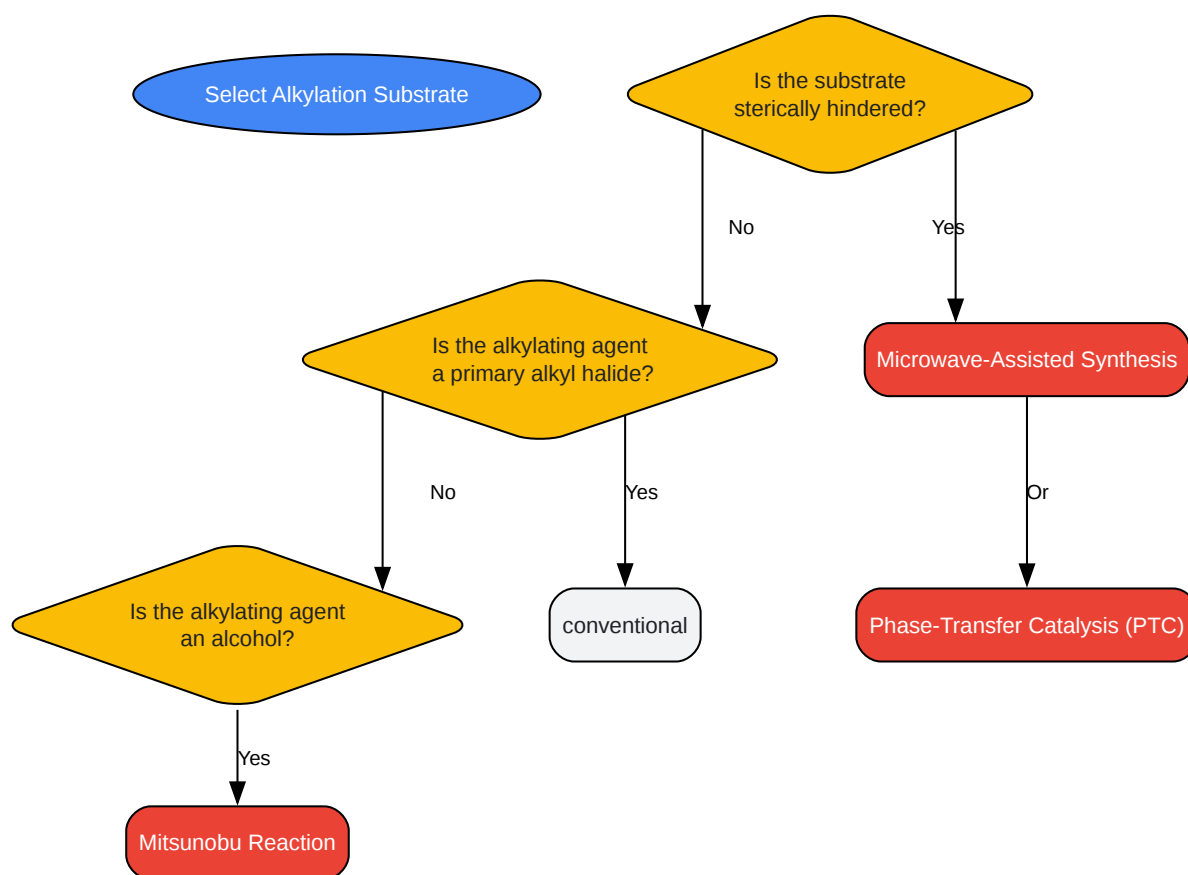 Select Alkylation Substrate
Is the substrate
sterically hindered?
No
Yes
Is the alkylating agent
a primary alkyl halide?
Microwave-Assisted Synthesis
No
Yes
Or
Is the alkylating agent
an alcohol?
conventional
Phase-Transfer Catalysis (PTC)
Yes
Mitsunobu Reaction